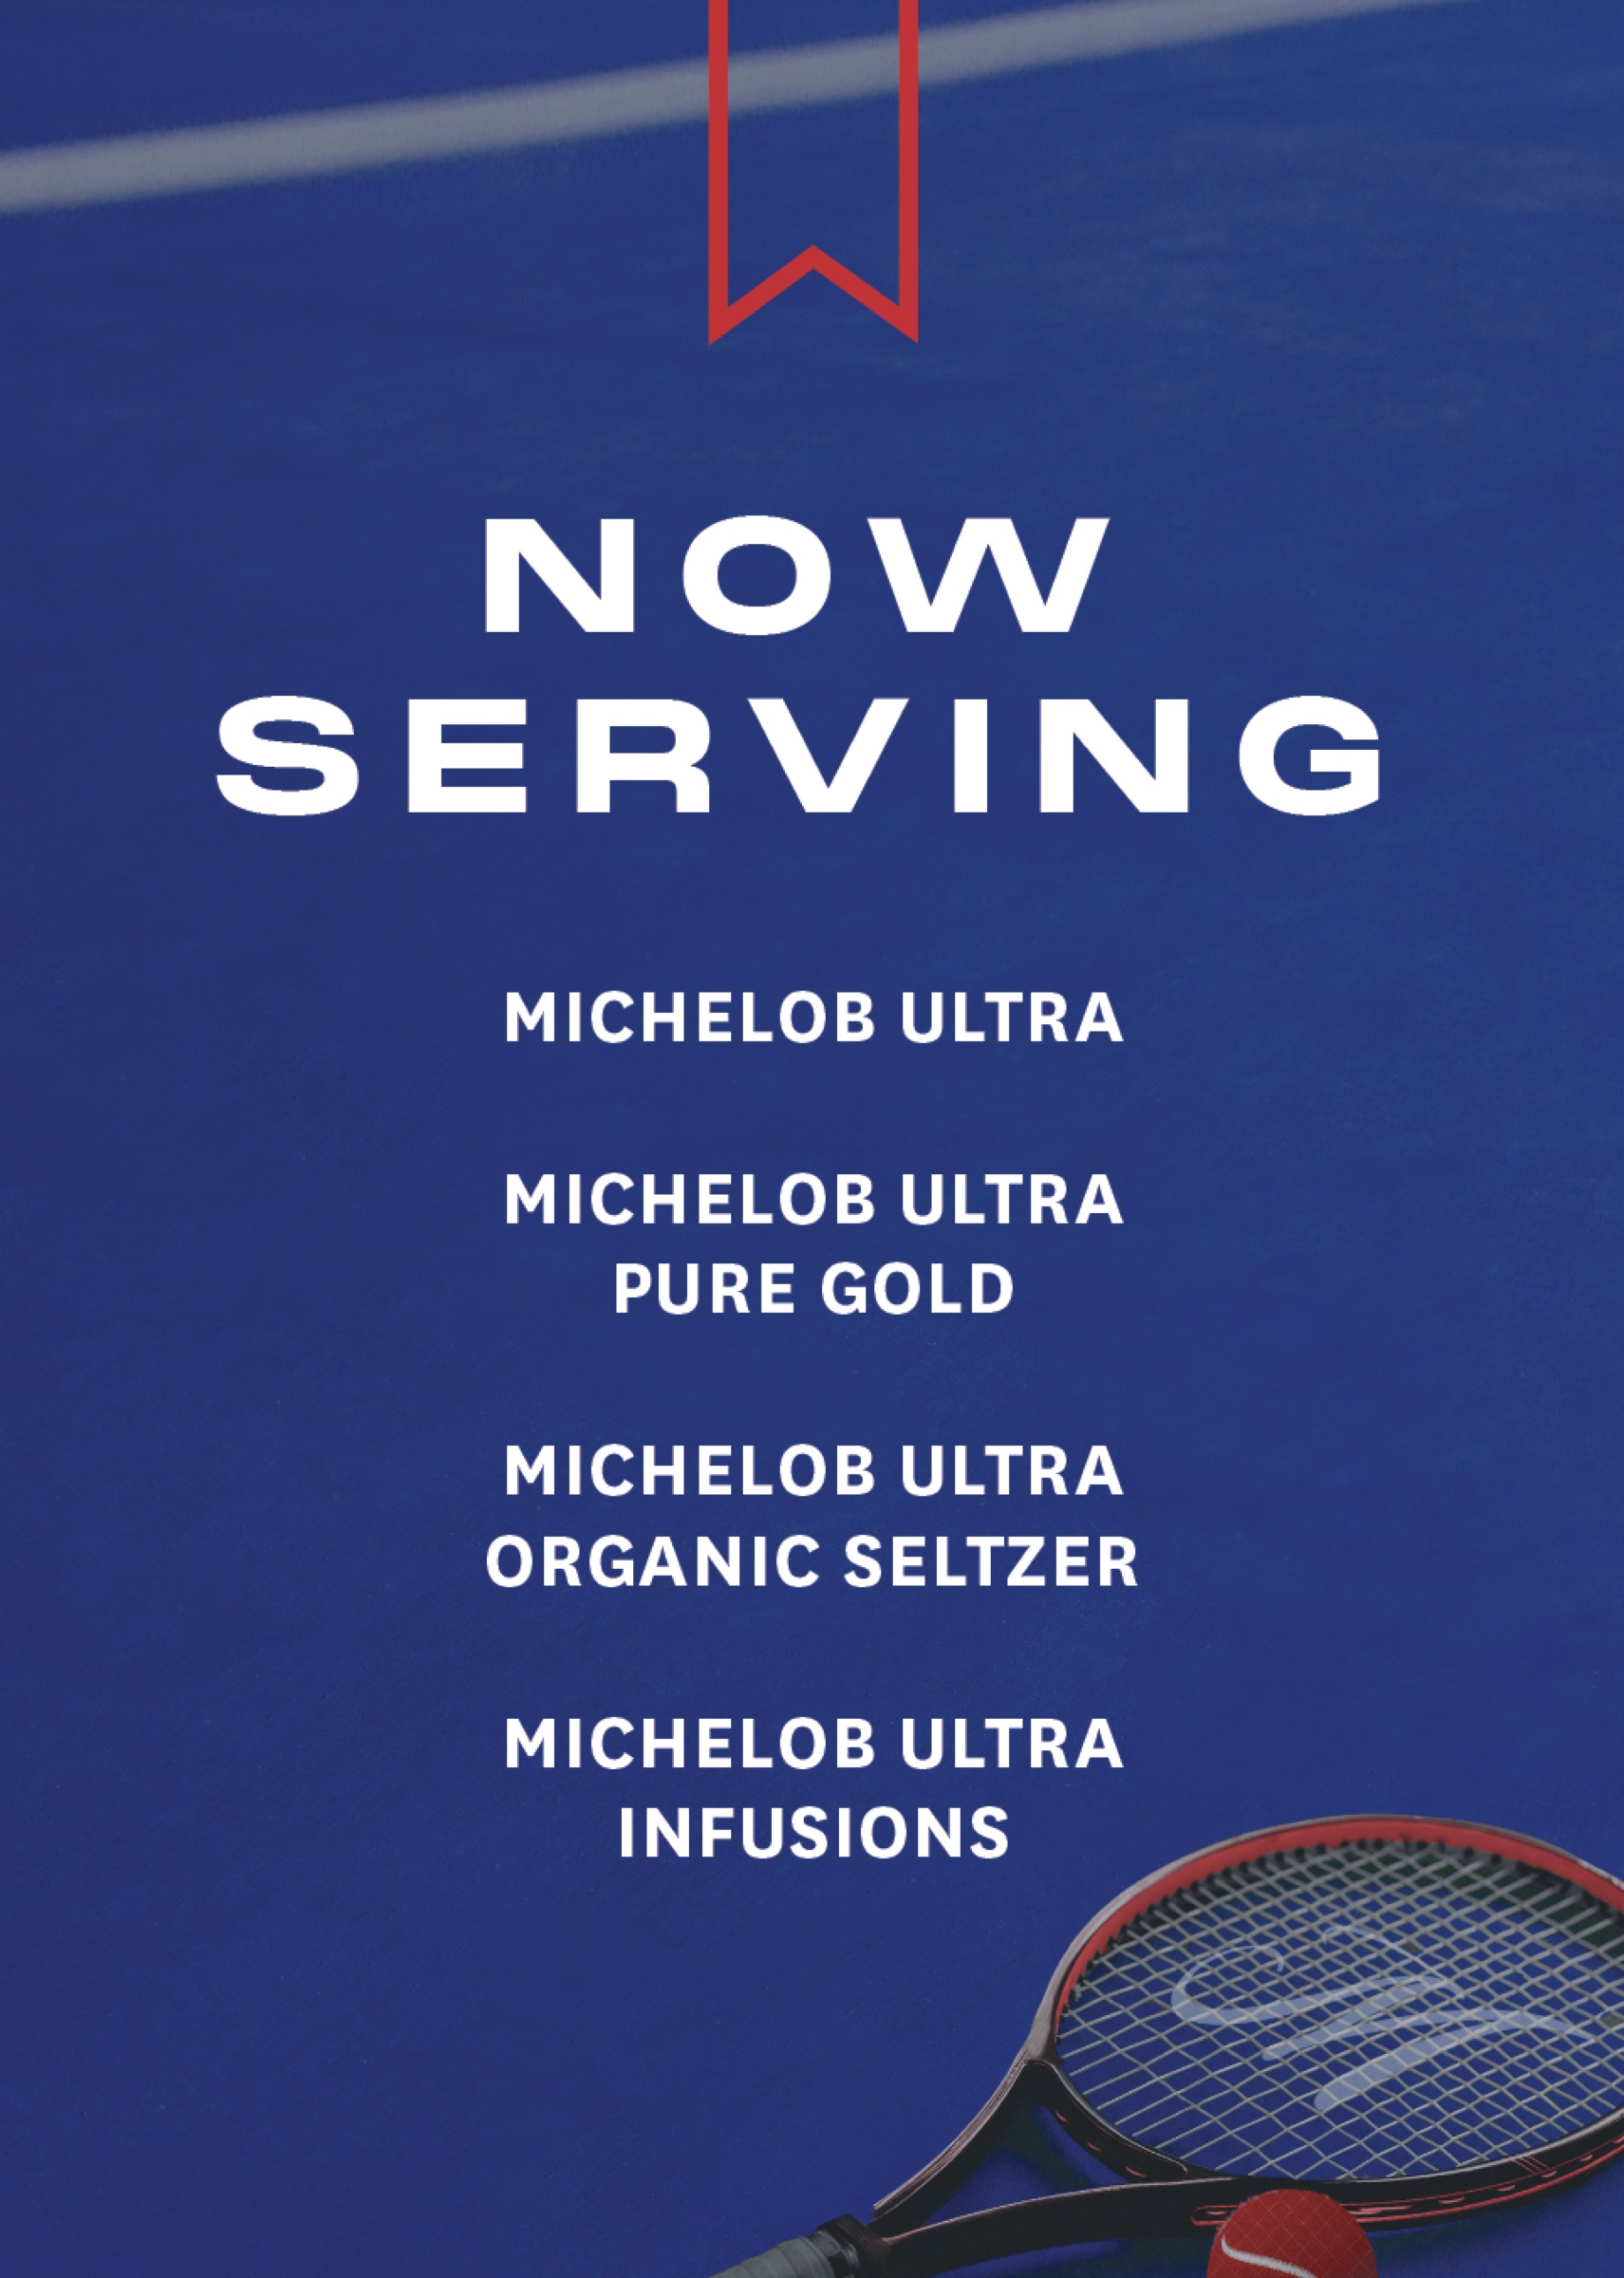 NOW
SERVING
MICHELOB ULTRA
MICHELOB ULTRA
PURE GOLD
MICHELOB ULTRA
ORGANIC SELTZER
MICHELOB ULTRA
INFUSIONS